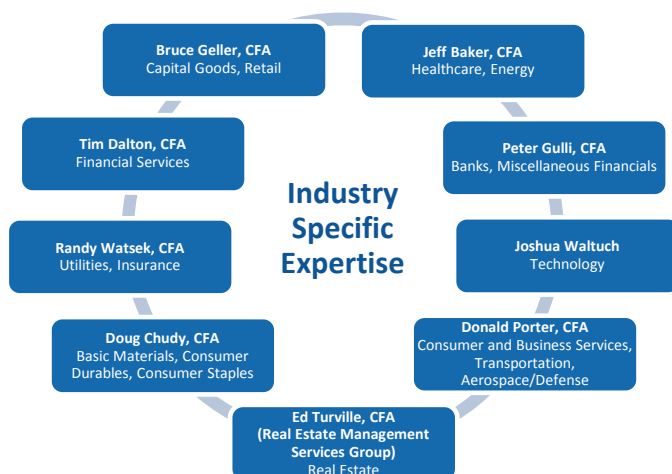 Bruce Geller, CFA
Capital Goods, Retail
Jeff Baker, CFA
Healthcare, Energy
Tim Dalton, CFA
Financial Services
Peter Gulli, CFA
Banks, Miscellaneous Financials
Industry
Specific
Expertise
Randy Watsek, CFA
Utilities, Insurance
Joshua Waltuch
Technology
Doug Chudy, CFA
Basic Materials, Consumer
Durables, Consumer Staples
Donald Porter, CFA
Consumer and Business Services,
Transportation,
Aerospace/Defense
Ed Turville, CFA
(Real Estate Management
Services Group)
Real Estate